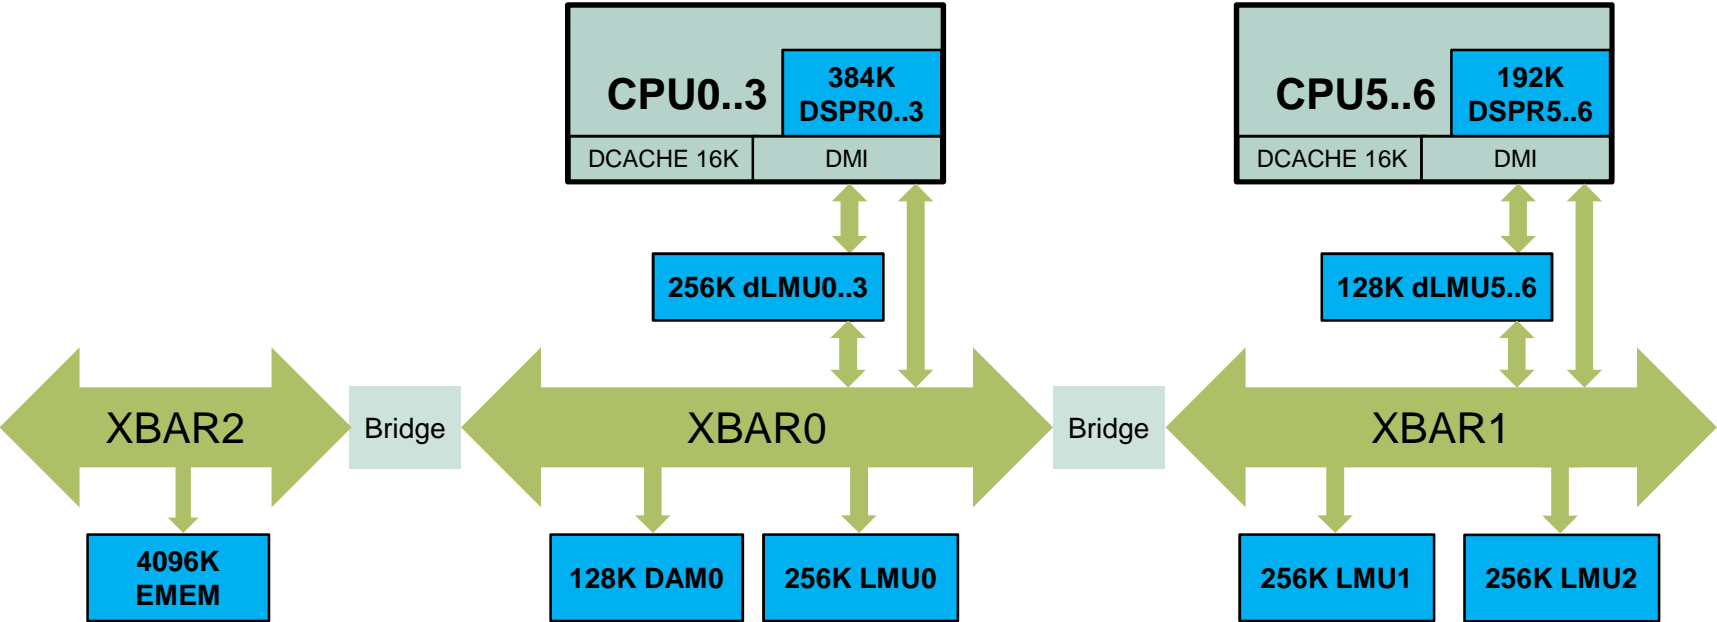 CPU0..3
384K
DSPR0..3
DCACHE 16K
DMI
CPU5..6
192K
DSPR5..6
DCACHE 16K
DMI
256K dLMU0..3
128K dLMU5..6
XBAR2
Bridge
XBAR0
Bridge
XBAR1
4096K
EMEM
128K DAM0
256K LMU0
256K LMU1
256K LMU2